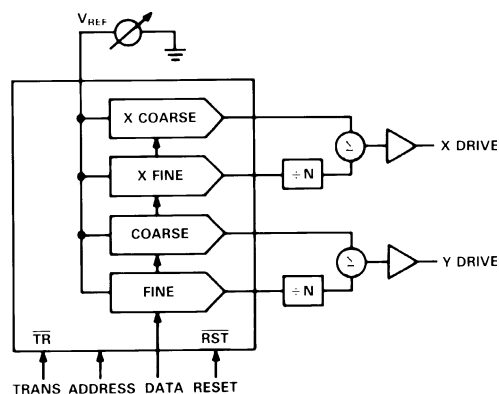 VREF
X COARSE
X FINE
÷ N
Σ
X DRIVE
COARSE
FINE
÷ N
Σ
Y DRIVE
TR
RST
TRANS ADDRESS DATA RESET